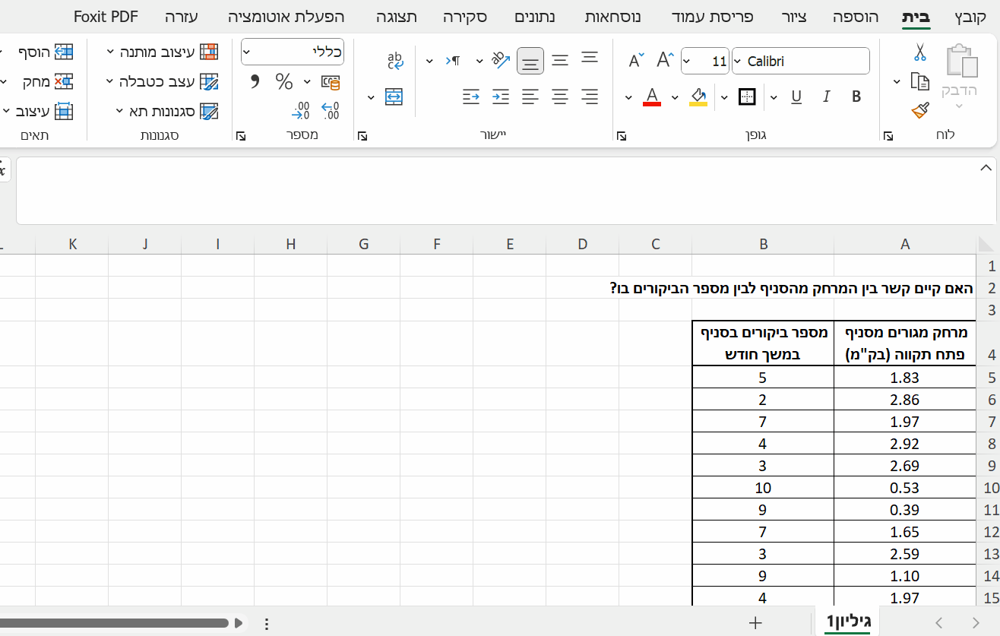 קובץ בית הוספה ציור פריסת עמוד נוסחאות נתונים סקירה תצוגה הפעלת אוטומציה עזרה Foxit PDF
הדבק
לוח
Calibri 11 A A
B I U A
גופן
ab
c
יישור
כללי
% 
.00 .0
.0 .00
מספר
עיצוב מותנה
עצב כטבלה
סגנונות תא
סגנונות
הוסף
מחק
עיצוב
תאים
A B C D E F G H I J K
1
2 האם קיים קשר בין המרחק מהסניף לבין מספר הביקורים בו?
3
מרחק מגורים מסניף מספר ביקורים בסניף
4 פתח תקווה (בק"מ) במשך חודש
5 1.83 5
6 2.86 2
7 1.97 7
8 2.92 4
9 2.69 3
10 0.53 10
11 0.39 9
12 1.65 7
13 2.59 3
14 1.10 9
15 1.97 4
גיליון1